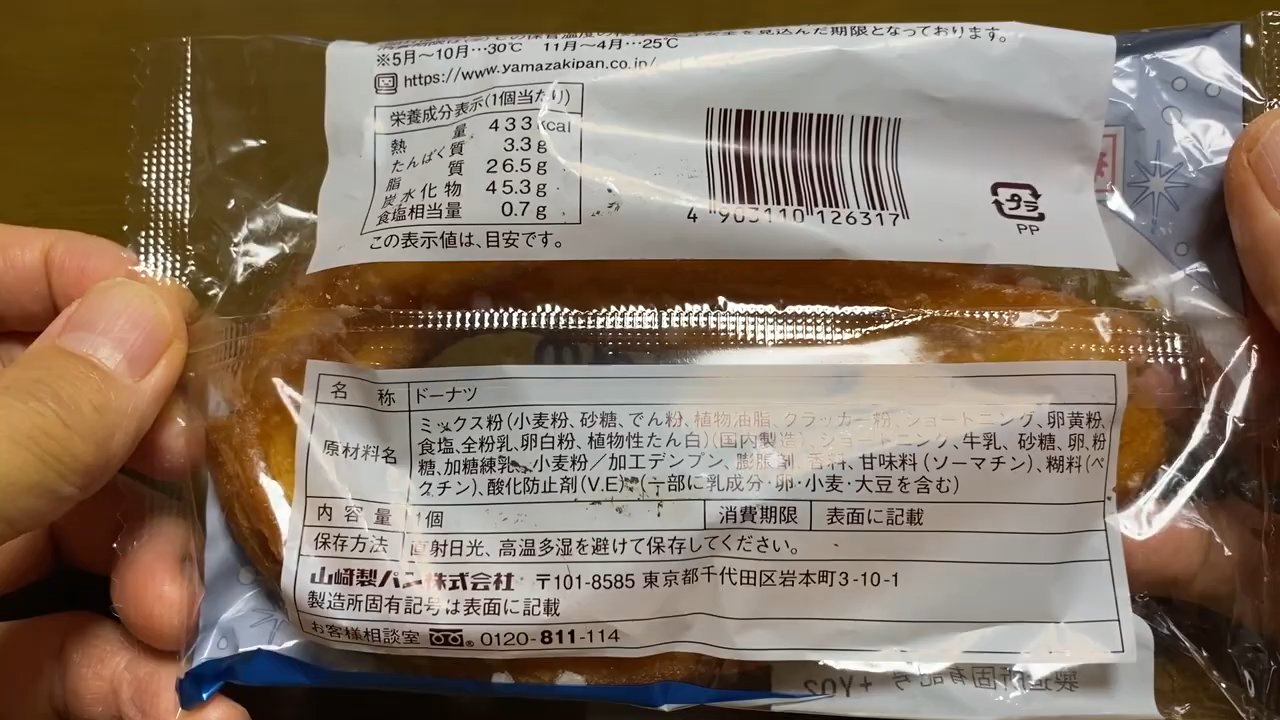 ※5月～10月…30℃ 11月～4月…25℃
https://www.yamazakipan.co.jp/
栄養成分表示(1個当たり)
熱量 433kcal
たんぱく質 3.3g
脂質 26.5g
炭水化物 45.3g
食塩相当量 0.7g
この表示値は、目安です。
4 903110 126317
プラ
PP
名称 ドーナツ
原材料名 ミックス粉(小麦粉、砂糖、でん粉、植物油脂、クラッカー粉、ショートニング、卵黄粉、
食塩、全粉乳、卵白粉、植物性たん白)(国内製造)、ショートニング、牛乳、砂糖、卵、粉
糖、加糖練乳、小麦粉／加工デンプン、膨脹剤、香料、甘味料(ソーマチン)、糊料(ペ
クチン)、酸化防止剤(V.E)、(一部に乳成分・卵・小麦・大豆を含む)
内容量 1個 消費期限 表面に記載
保存方法 直射日光、高温多湿を避けて保存してください。
山崎製パン株式会社 〒101-8585 東京都千代田区岩本町3-10-1
製造所固有記号は表面に記載
お客様相談室 0120-811-114
製造所固有記号 + Y02